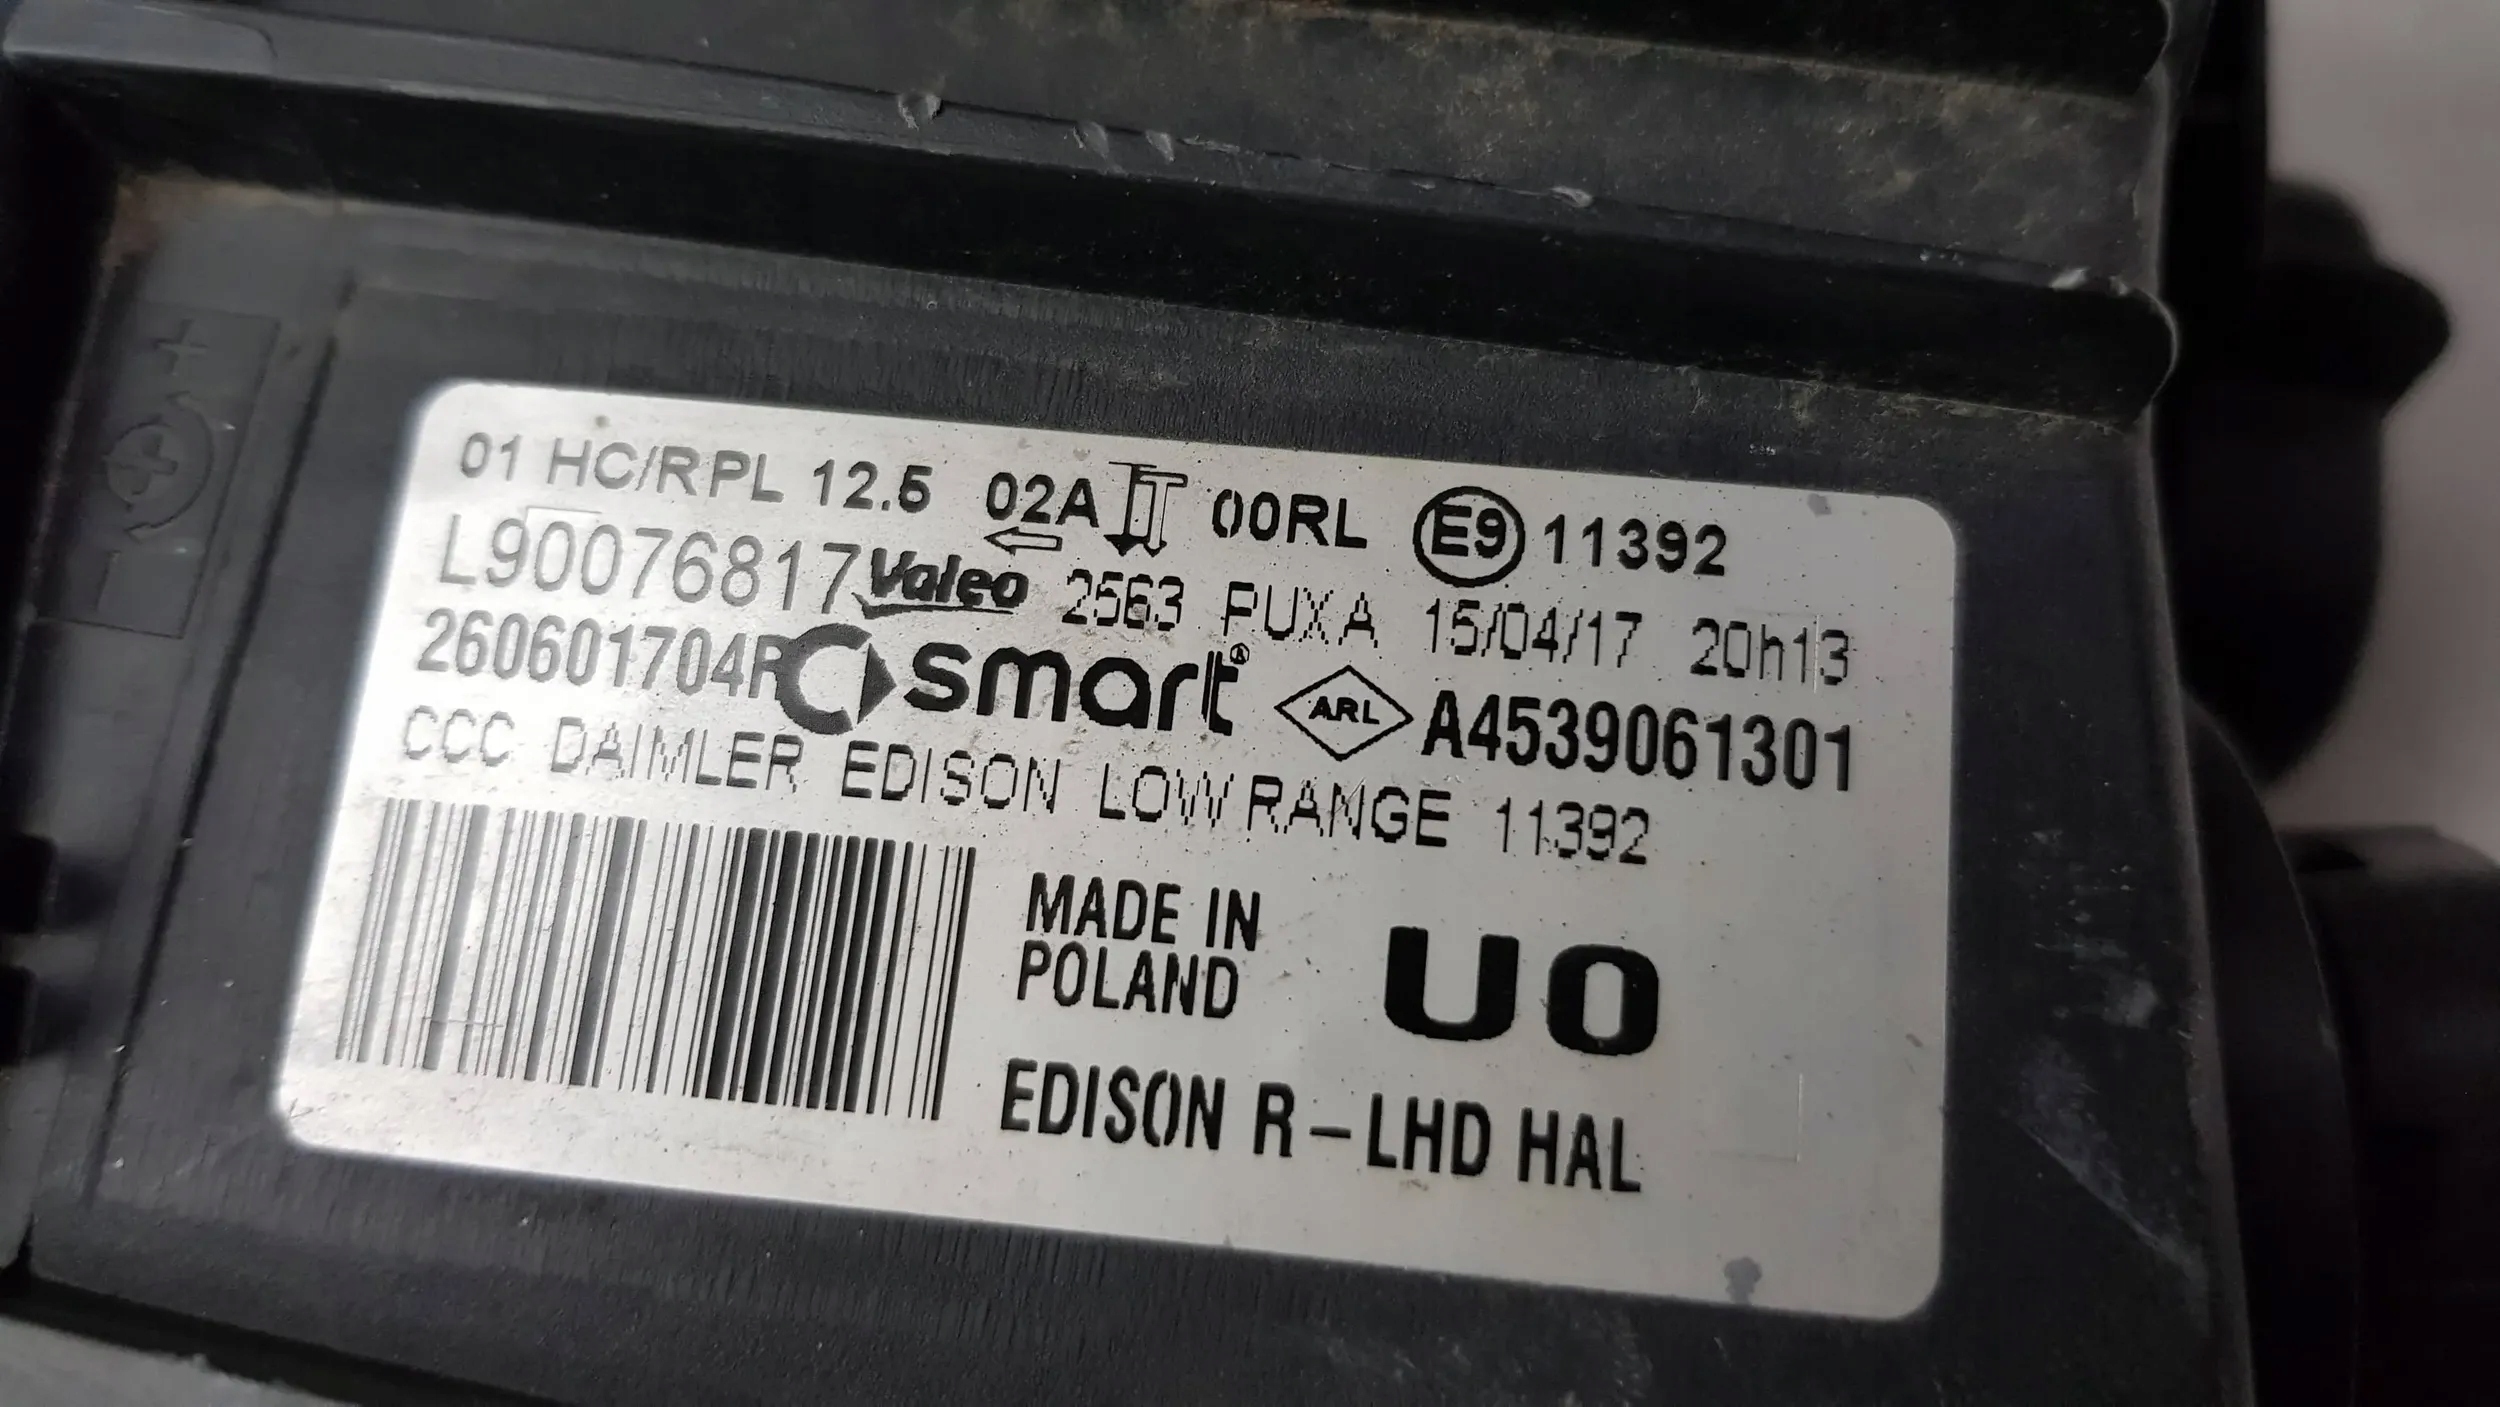 01 HC/R PL 12.5 02A 00RL E9 11392
L90076817 Valeo 2563 PUXA 15/04/17 20h13
260601704R smart® ARL A4539061301
CCC DAIMLER EDISON LOW RANGE 11392
MADE IN
POLAND
U0
EDISON R-LHD HAL